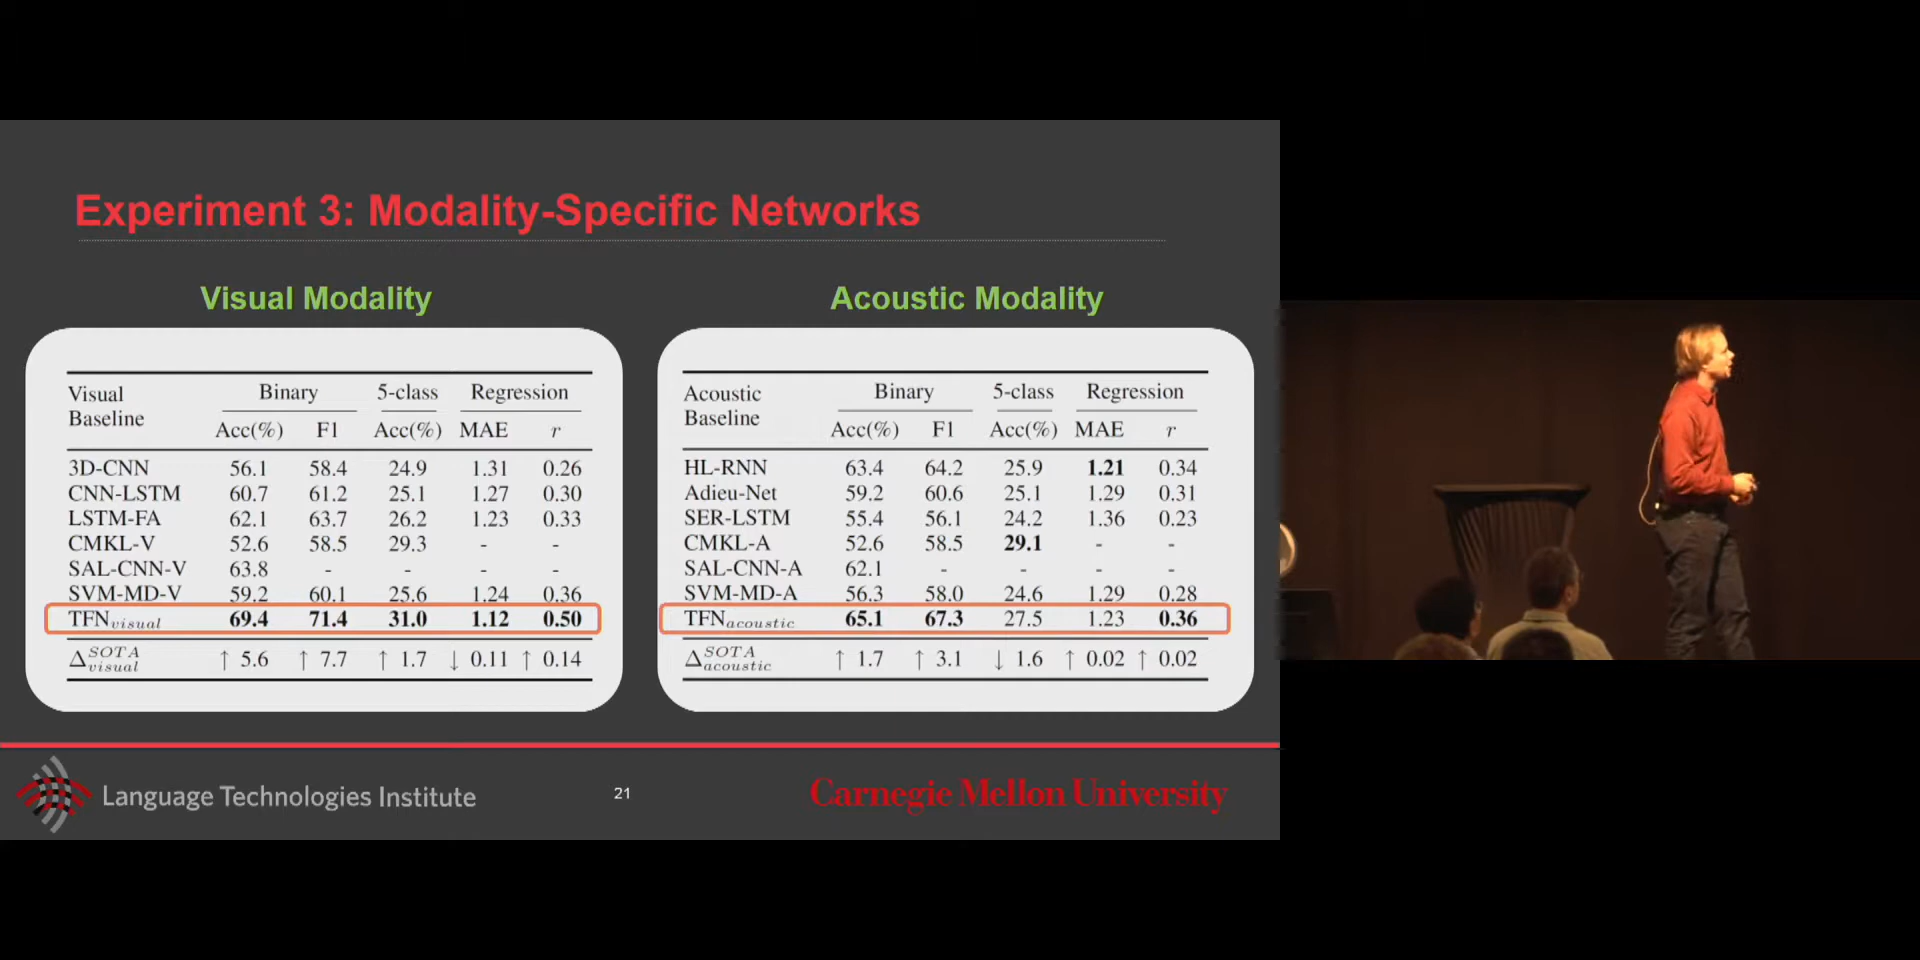 Experiment 3: Modality-Specific Networks
Visual Modality
Visual Baseline Binary 5-class Regression
Acc(%) F1 Acc(%) MAE r
3D-CNN 56.1 58.4 24.9 1.31 0.26
CNN-LSTM 60.7 61.2 25.1 1.27 0.30
LSTM-FA 62.1 63.7 26.2 1.23 0.33
CMKL-V 52.6 58.5 29.3 - -
SAL-CNN-V 63.8 - - - -
SVM-MD-V 59.2 60.1 25.6 1.24 0.36
TFNvisual 69.4 71.4 31.0 1.12 0.50
ΔSOTA visual ↑ 5.6 ↑ 7.7 ↑ 1.7 ↓ 0.11 ↑ 0.14
Acoustic Modality
Acoustic Baseline Binary 5-class Regression
Acc(%) F1 Acc(%) MAE r
HL-RNN 63.4 64.2 25.9 1.21 0.34
Adieu-Net 59.2 60.6 25.1 1.29 0.31
SER-LSTM 55.4 56.1 24.2 1.36 0.23
CMKL-A 52.6 58.5 29.1 - -
SAL-CNN-A 62.1 - - - -
SVM-MD-A 56.3 58.0 24.6 1.29 0.28
TFNacoustic 65.1 67.3 27.5 1.23 0.36
ΔSOTA acoustic ↑ 1.7 ↑ 3.1 ↓ 1.6 ↑ 0.02 ↑ 0.02
Language Technologies Institute
21
Carnegie Mellon University